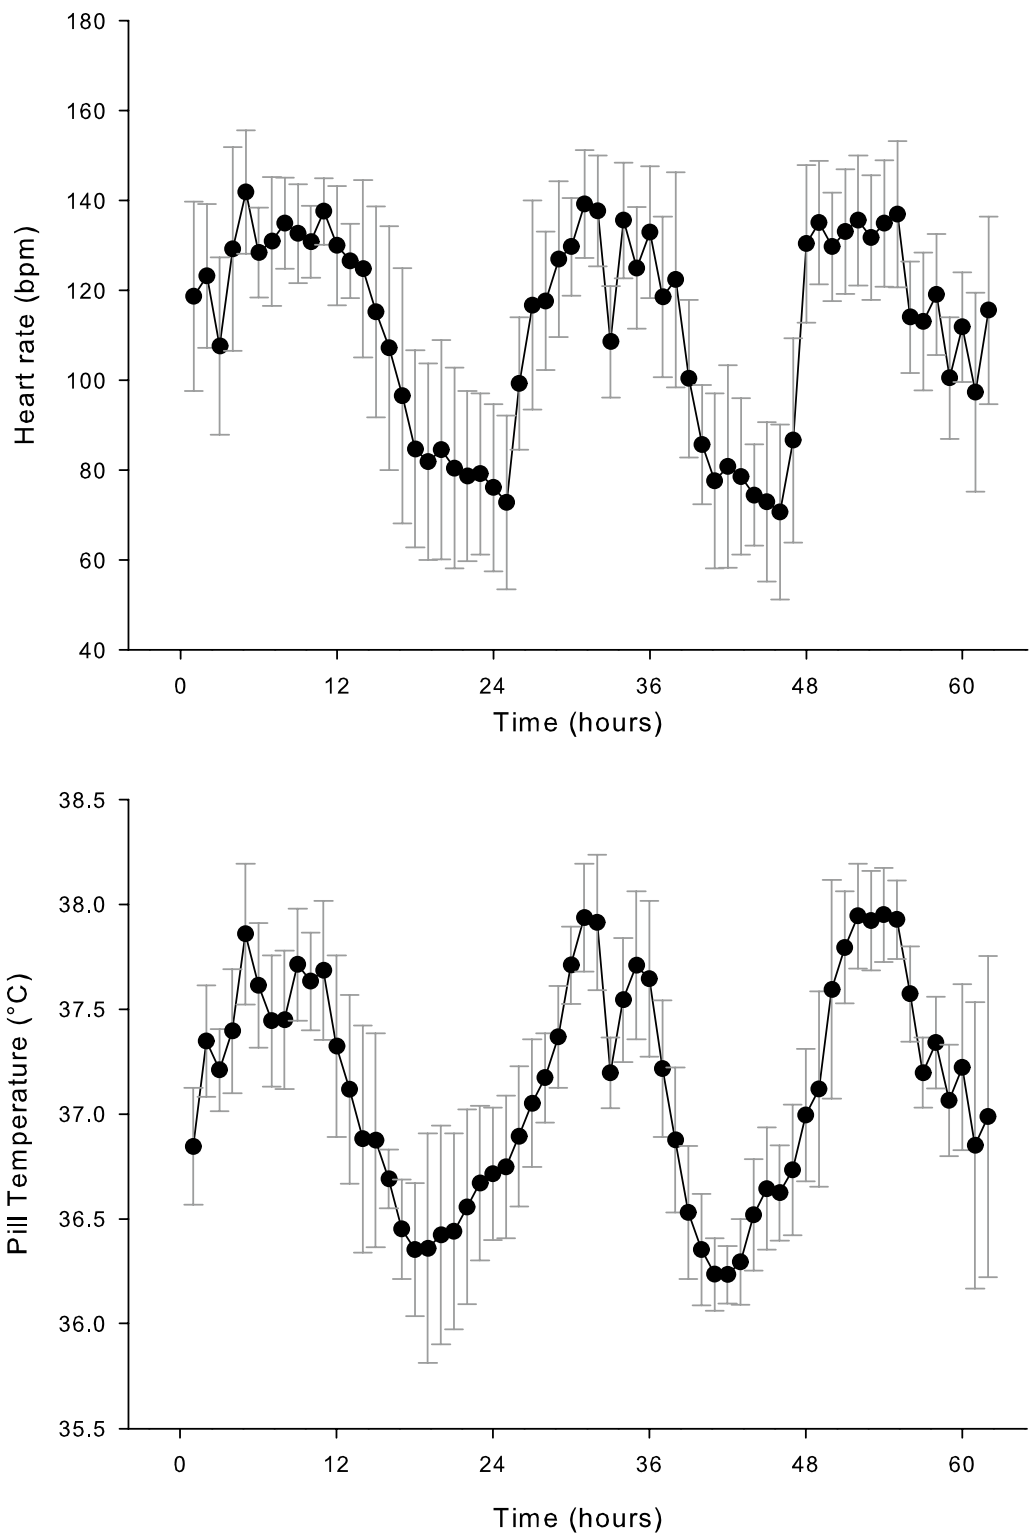 180
160
140
120
100
80
60
40
Heart rate (bpm)
0 12 24 36 48 60
Time (hours)
38.5
38.0
37.5
37.0
36.5
36.0
35.5
Pill Temperature (°C)
0 12 24 36 48 60
Time (hours)